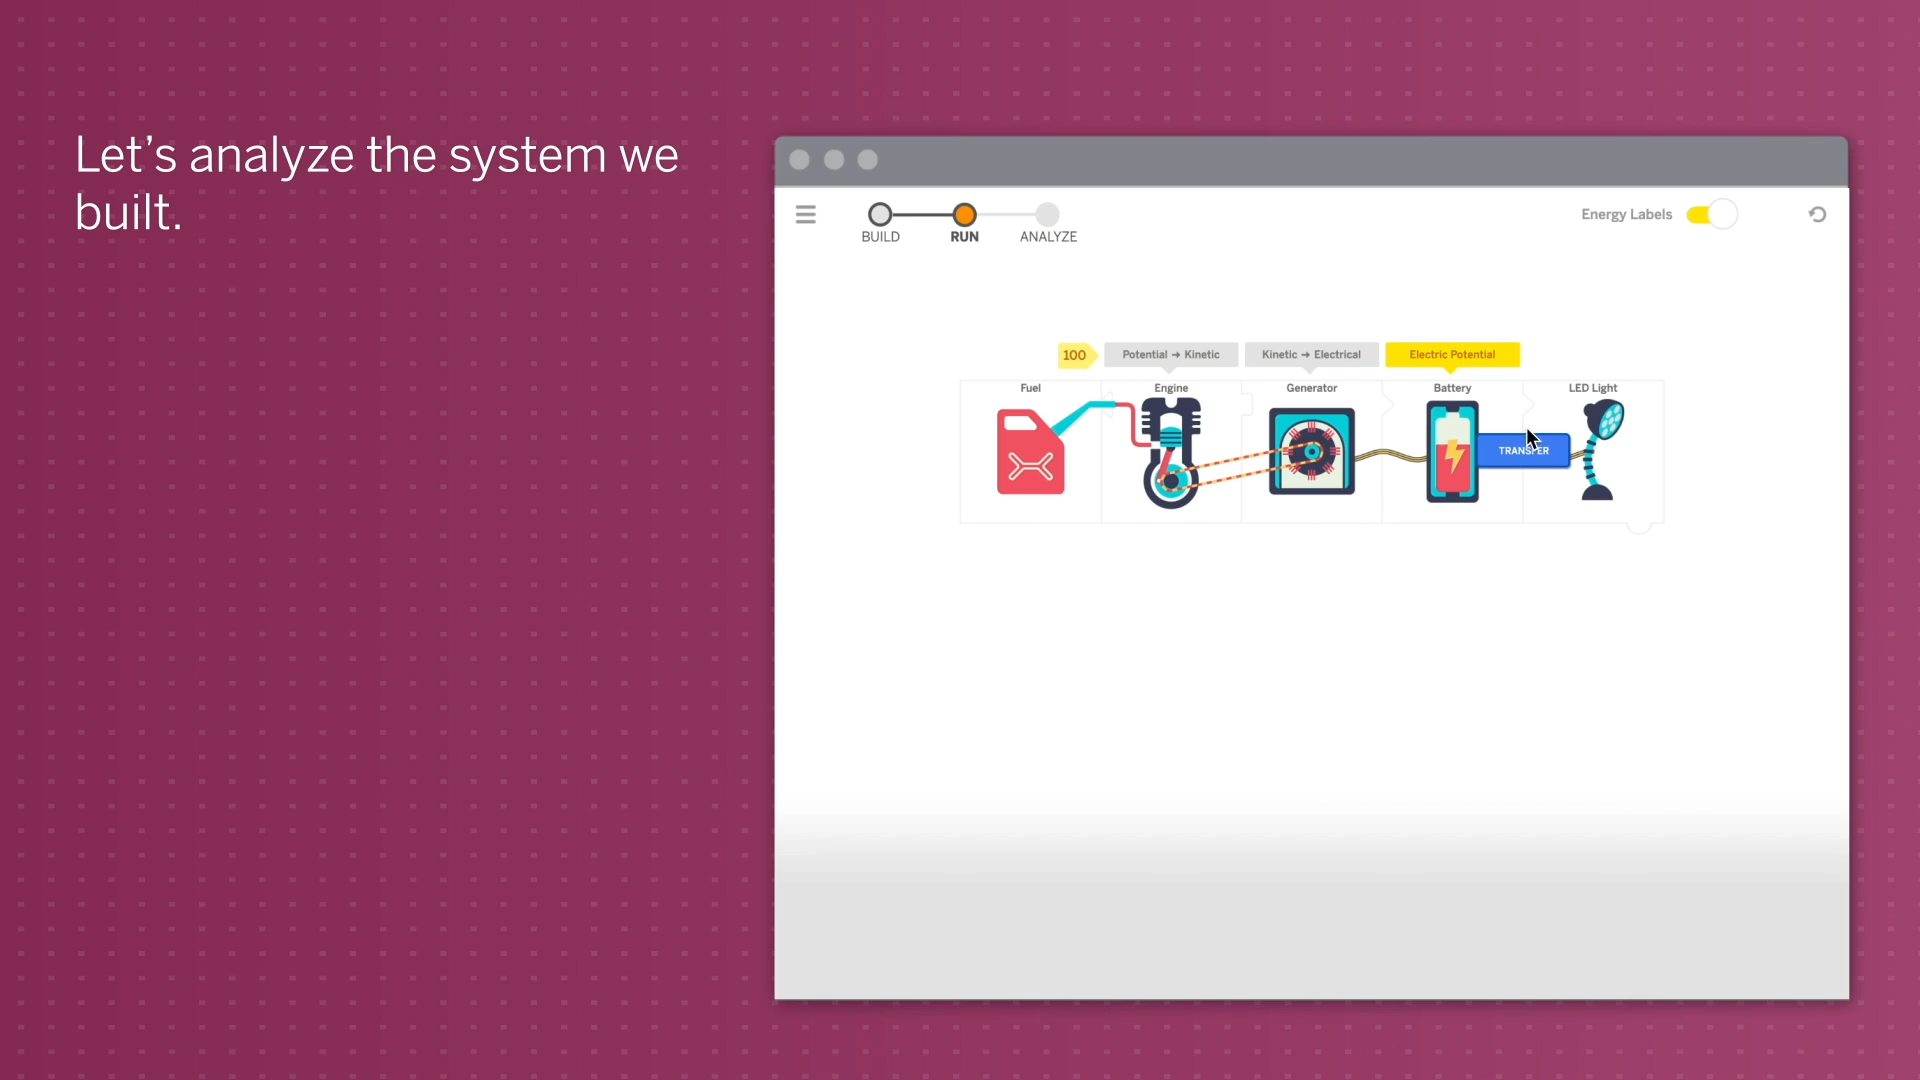 Let’s analyze the system we
built.
BUILD
RUN
ANALYZE
Energy Labels
100
Potential → Kinetic
Kinetic → Electrical
Electric Potential
Fuel
Engine
Generator
Battery
LED Light
TRANSFER